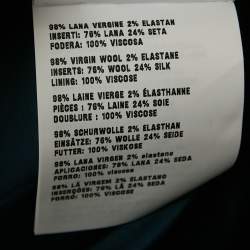 98% LANA VERGINE 2% ELASTAN
INSERTI: 76% LANA 24% SETA
FODERA: 100% VISCOSA
98% VIRGIN WOOL 2% ELASTANE
INSERTS: 76% WOOL 24% SILK
LINING: 100% VISCOSE
98% LAINE VIERGE 2% ÉLASTHANNE
PIÈCES : 76% LAINE 24% SOIE
DOUBLURE : 100% VISCOSE
98% SCHURWOLLE 2% ELASTHAN
EINSÄTZE: 76% WOLLE 24% SEIDE
FUTTER: 100% VISKOSE
98% LANA VIRGEN 2% elastano
APLICACIONES: 76% LANA 24% SEDA
FORRO: 100% viscosa
98% LÃ VIRGEM 2% elastano
INSERÇÕES: 76% LÃ 24% SEDA
FORRO: 100% viscose